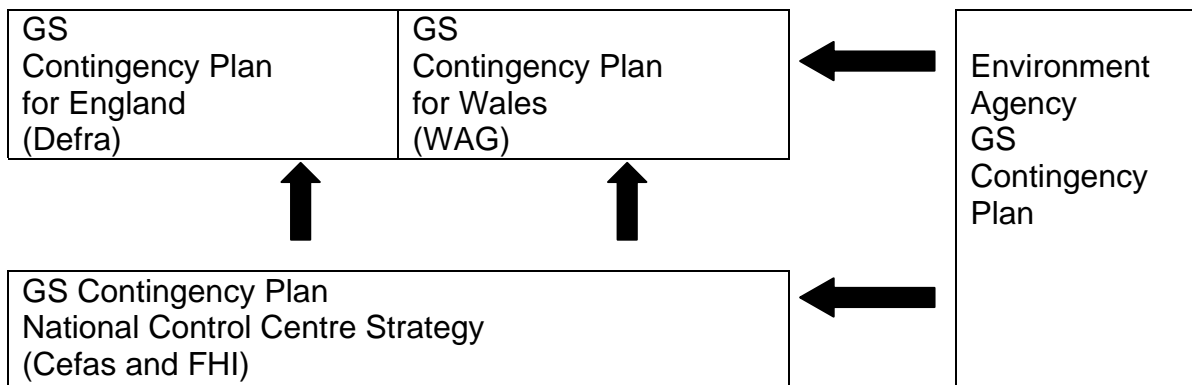 GS
Contingency Plan
for England
(Defra)
GS
Contingency Plan
for Wales
(WAG)
Environment
Agency
GS
Contingency
Plan
GS Contingency Plan
National Control Centre Strategy
(Cefas and FHI)